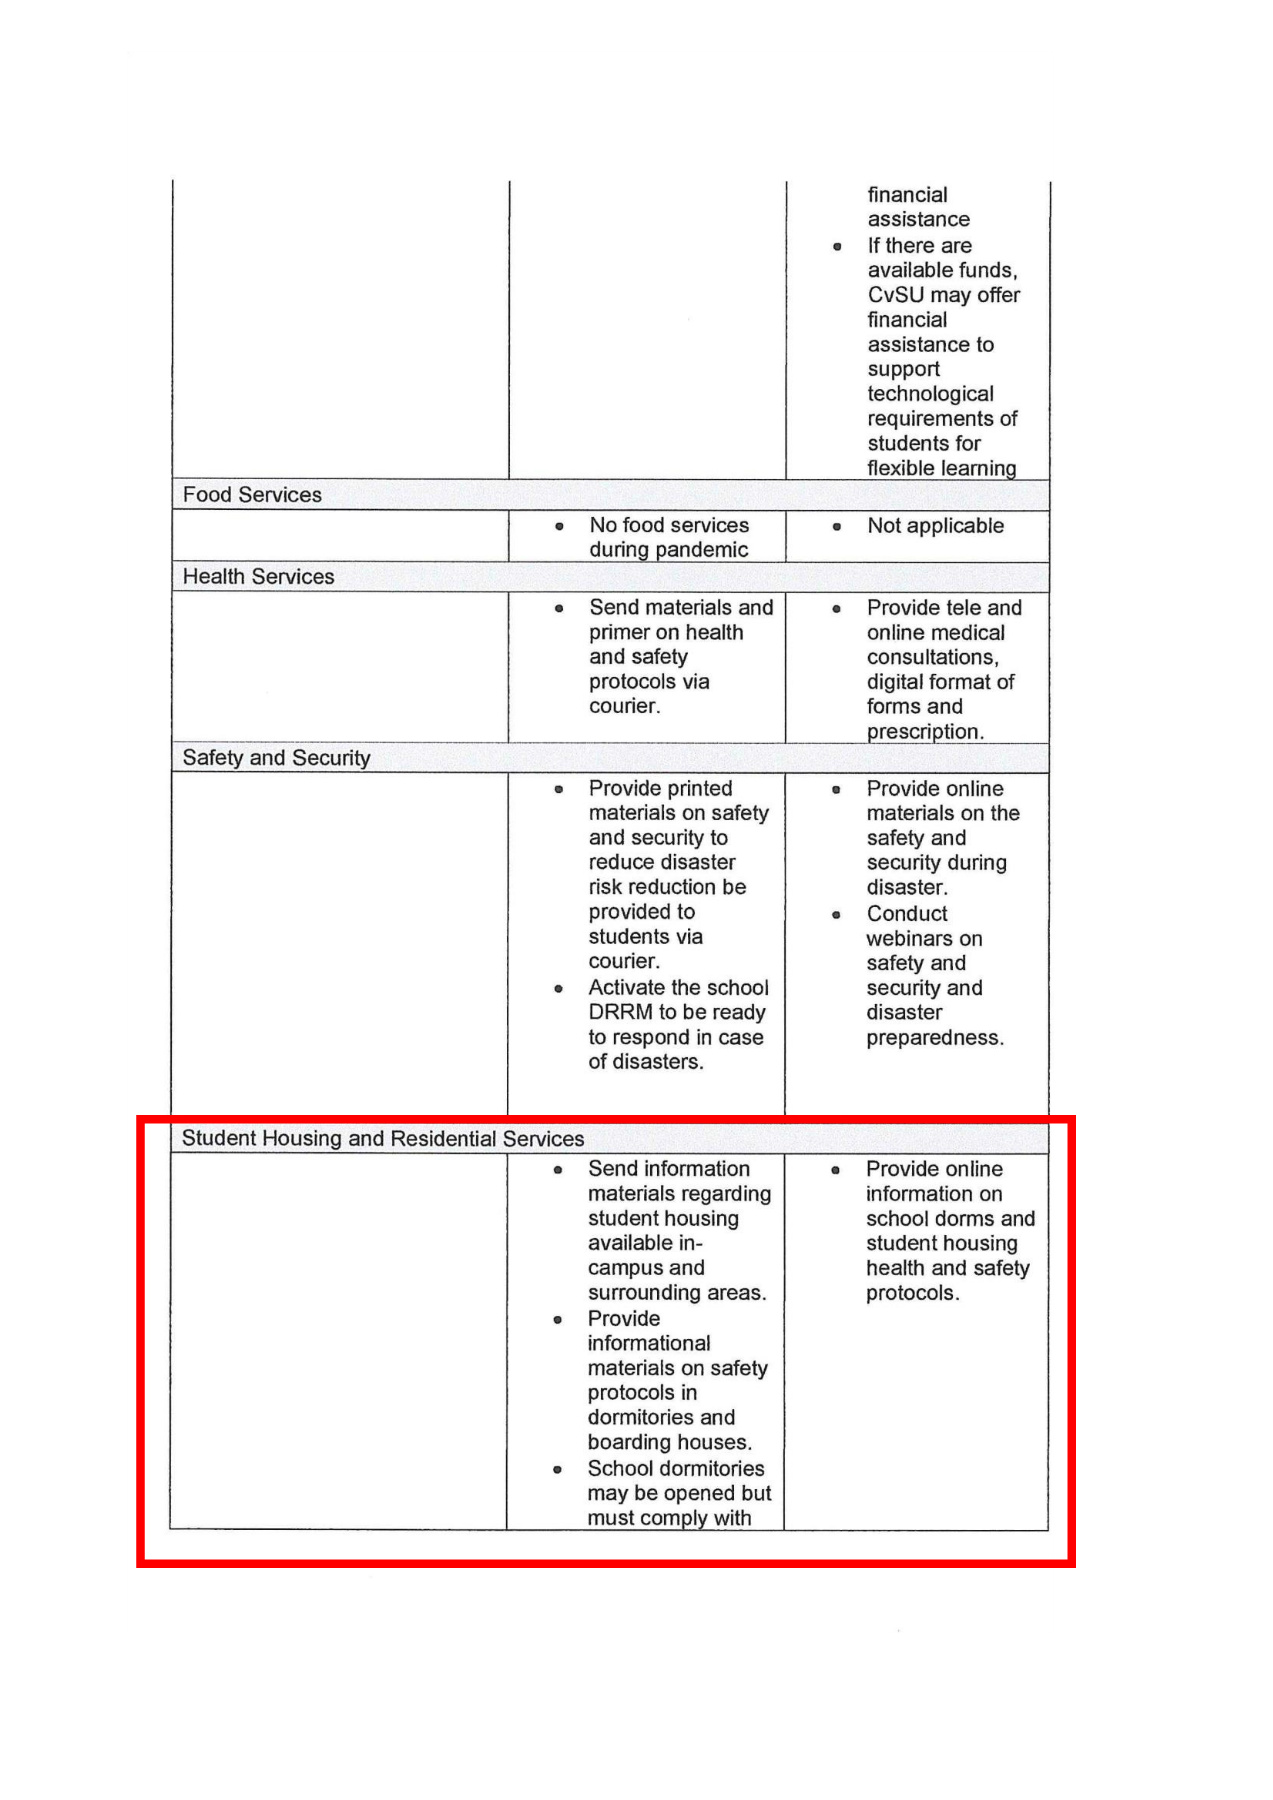 financial
assistance
• If there are
available funds,
CvSU may offer
financial
assistance to
support
technological
requirements of
students for
flexible learning
Food Services
• No food services
during pandemic
• Not applicable
Health Services
• Send materials and
primer on health
and safety
protocols via
courier.
• Provide tele and
online medical
consultations,
digital format of
forms and
prescription.
Safety and Security
• Provide printed
materials on safety
and security to
reduce disaster
risk reduction be
provided to
students via
courier.
• Activate the school
DRRM to be ready
to respond in case
of disasters.
• Provide online
materials on the
safety and
security during
disaster.
• Conduct
webinars on
safety and
security and
disaster
preparedness.
Student Housing and Residential Services
• Send information
materials regarding
student housing
available in-
campus and
surrounding areas.
• Provide
informational
materials on safety
protocols in
dormitories and
boarding houses.
• School dormitories
may be opened but
must comply with
• Provide online
information on
school dorms and
student housing
health and safety
protocols.